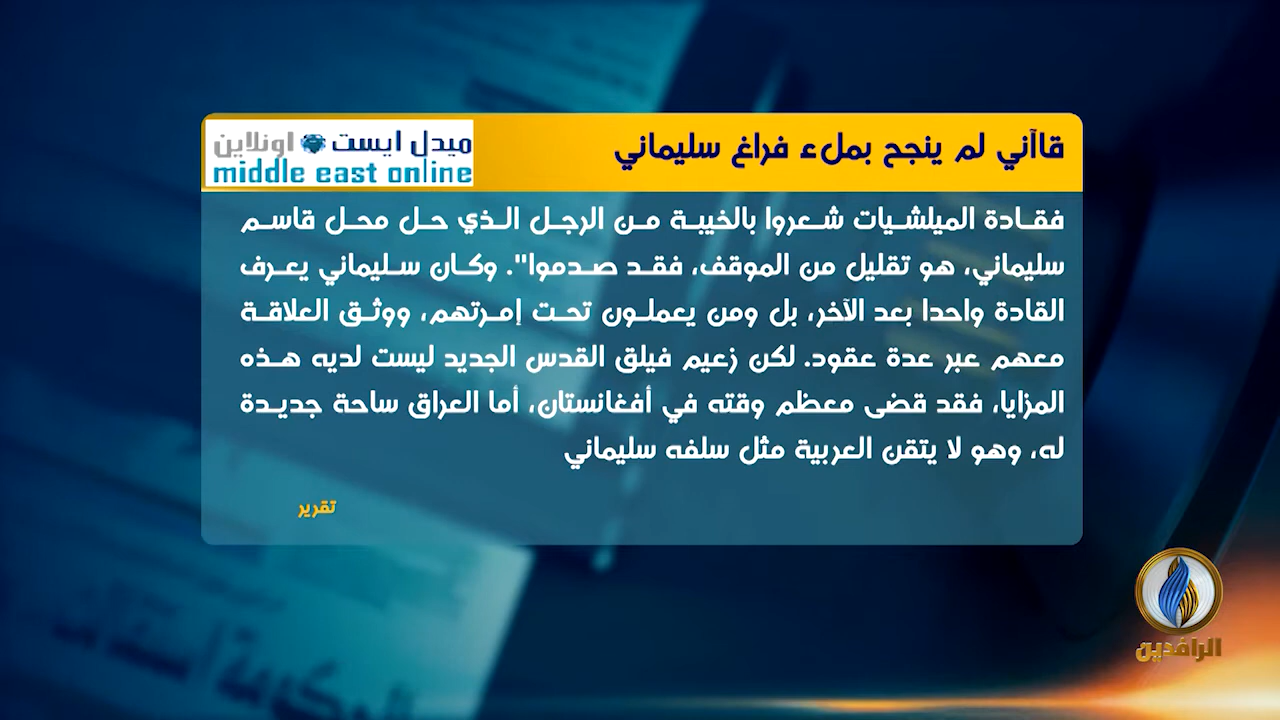 قاآني لم ينجح بملء فراغ سليماني
ميدل ايست اونلاين
middle east online
فقادة الميلشيات شعروا بالخيبة من الرجل الذي حل محل قاسم
سليماني، هو تقليل من الموقف، فقد صدموا". وكان سليماني يعرف
القادة واحدا بعد الآخر، بل ومن يعملون تحت إمرتهم، ووثق العلاقة
معهم عبر عدة عقود. لكن زعيم فيلق القدس الجديد ليست لديه هذه
المزايا، فقد قضى معظم وقته في أفغانستان، أما العراق ساحة جديدة
له، وهو لا يتقن العربية مثل سلفه سليماني
تقرير
الرافدين